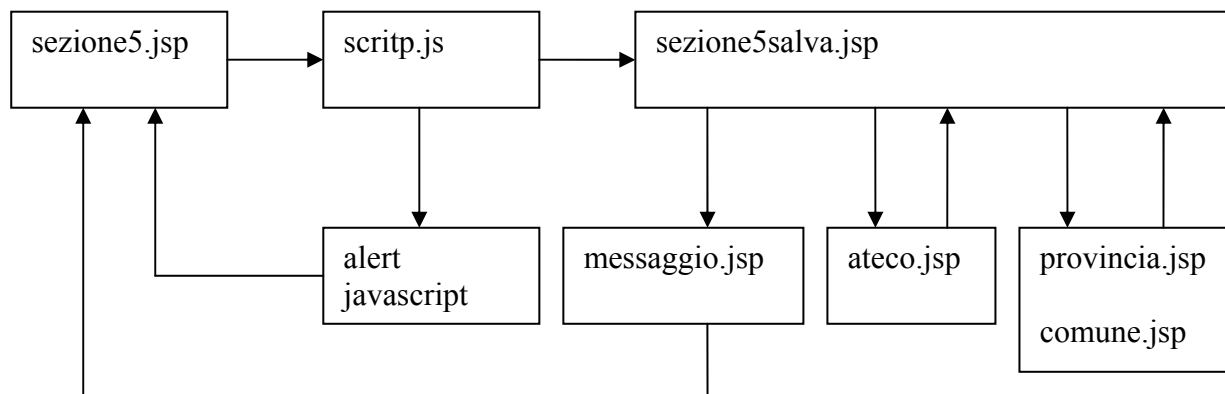 sezione5.jsp
scritp.js
sezione5salva.jsp
alert
javascript
messaggio.jsp
ateco.jsp
provincia.jsp
comune.jsp